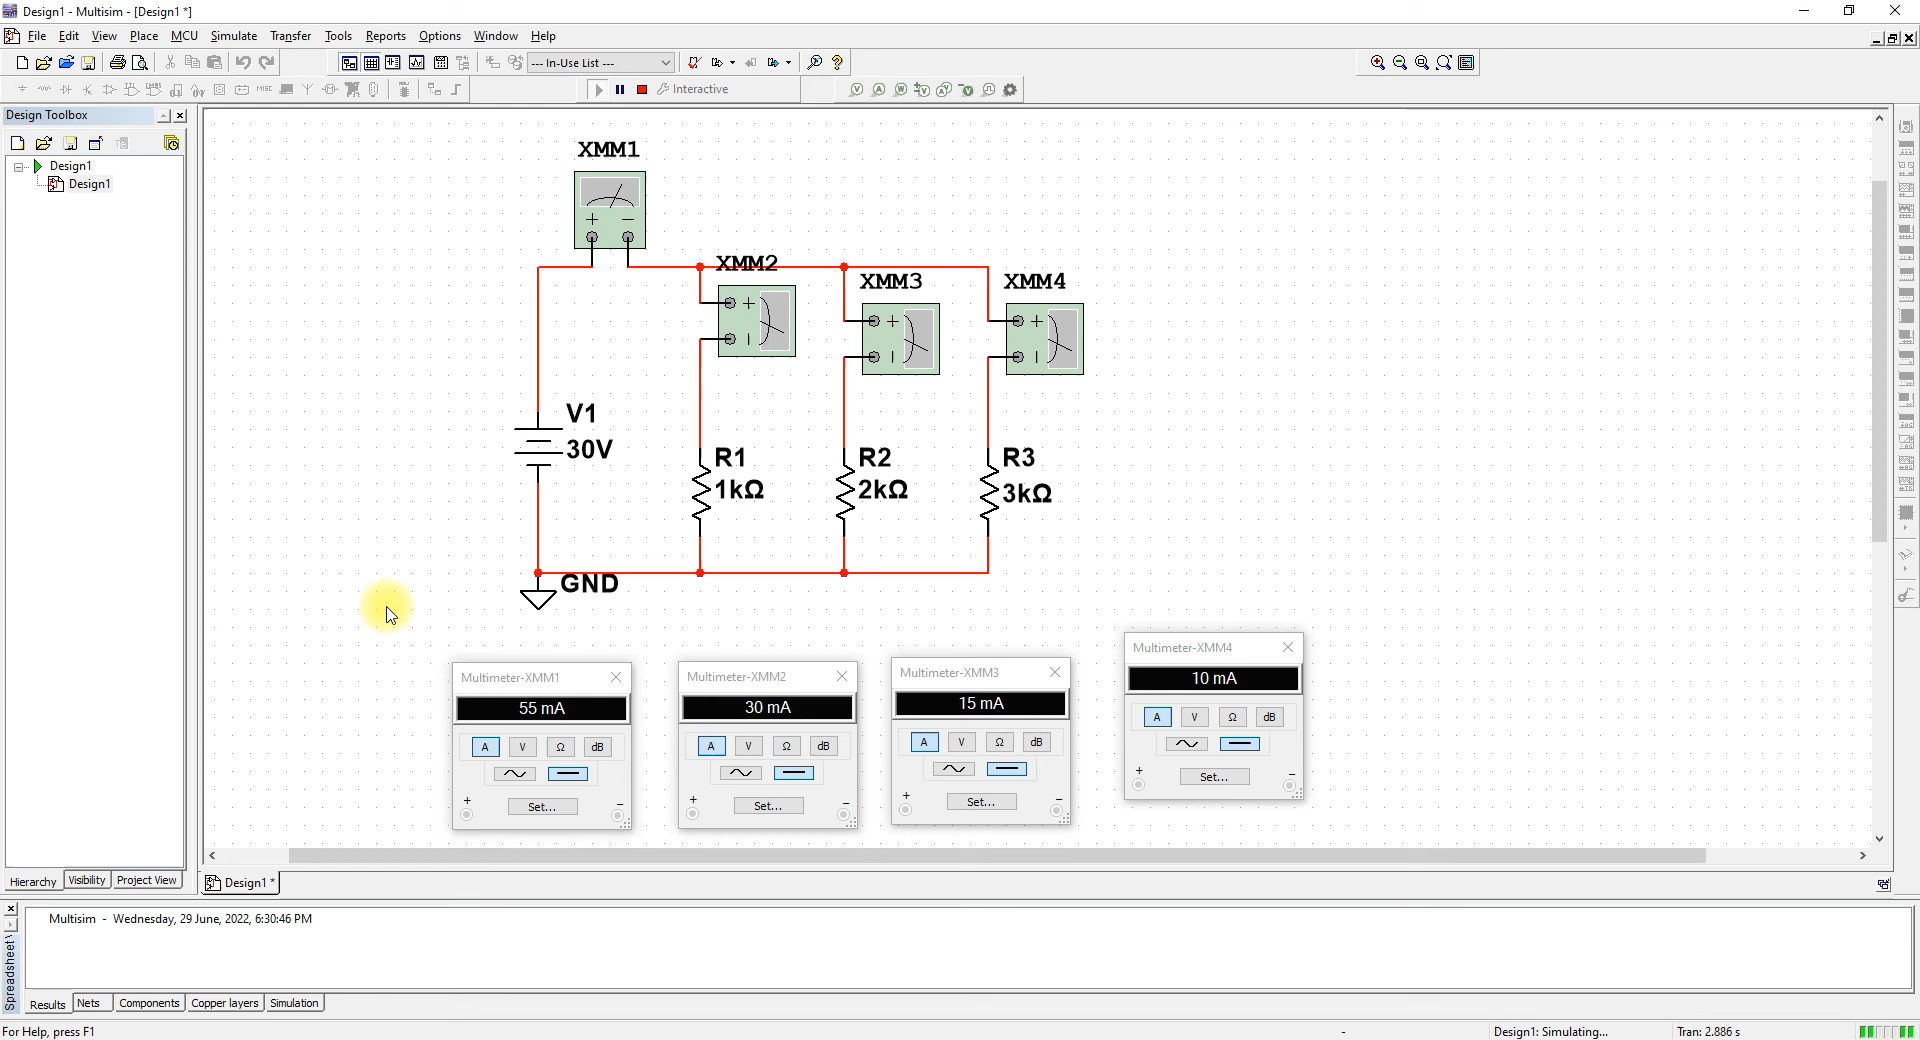 Design1 - Multisim - [Design1 *]
File Edit View Place MCU Simulate Transfer Tools Reports Options Window Help
--- In-Use List ---
Interactive
Design Toolbox
Design1
Design1
XMM1
+ −
XMM2
XMM3
XMM4
V1
30V
R1
1kΩ
R2
2kΩ
R3
3kΩ
GND
Multimeter-XMM1
55 mA
A V Ω dB
Set...
+ −
Multimeter-XMM2
30 mA
A V Ω dB
Set...
+ −
Multimeter-XMM3
15 mA
A V Ω dB
Set...
+ −
Multimeter-XMM4
10 mA
A V Ω dB
Set...
+ −
Hierarchy Visibility Project View
Design1 *
Multisim - Wednesday, 29 June, 2022, 6:30:46 PM
Results Nets Components Copper layers Simulation
For Help, press F1
-
Design1: Simulating...
Tran: 2.886 s